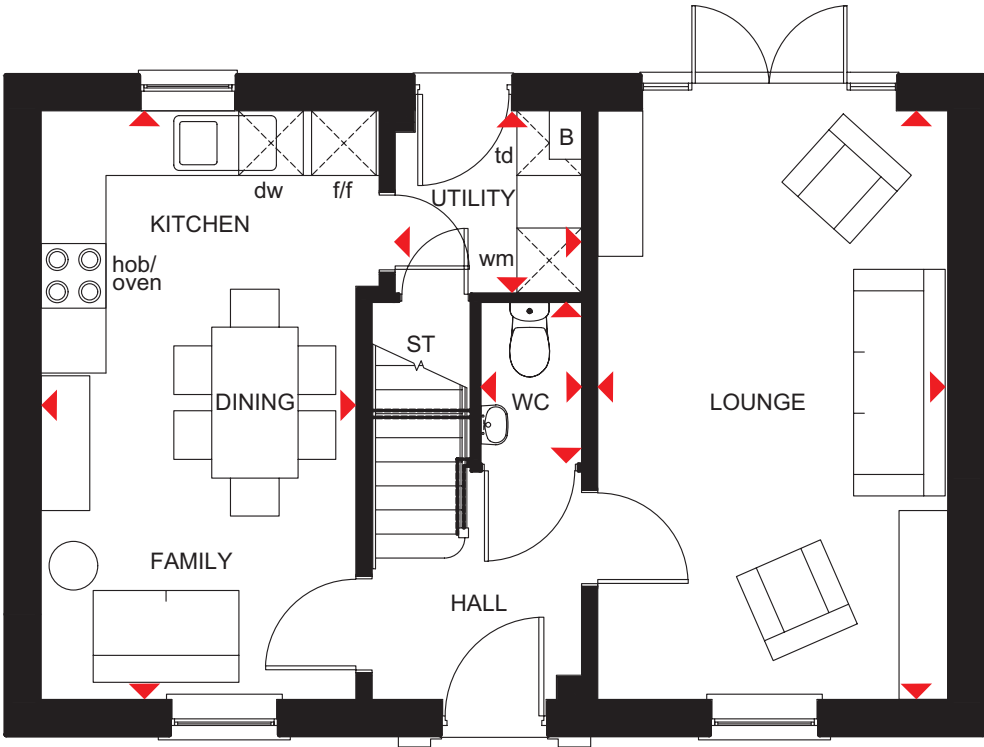 B
td
dw
f/f
UTILITY
KITCHEN
wm
hob/
oven
ST
DINING
WC
LOUNGE
FAMILY
HALL